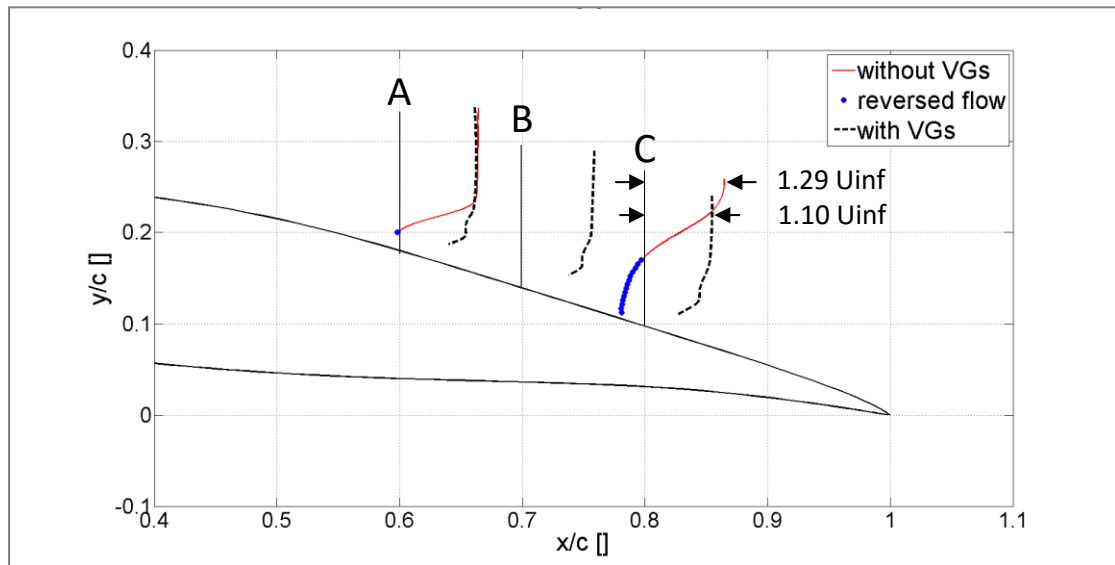 0.4
without VGs
reversed flow
with VGs
A
B
C
0.3
1.29 Uinf
1.10 Uinf
0.2
y/c []
0.1
0
-0.1
0.4 0.5 0.6 0.7 0.8 0.9 1 1.1
x/c []